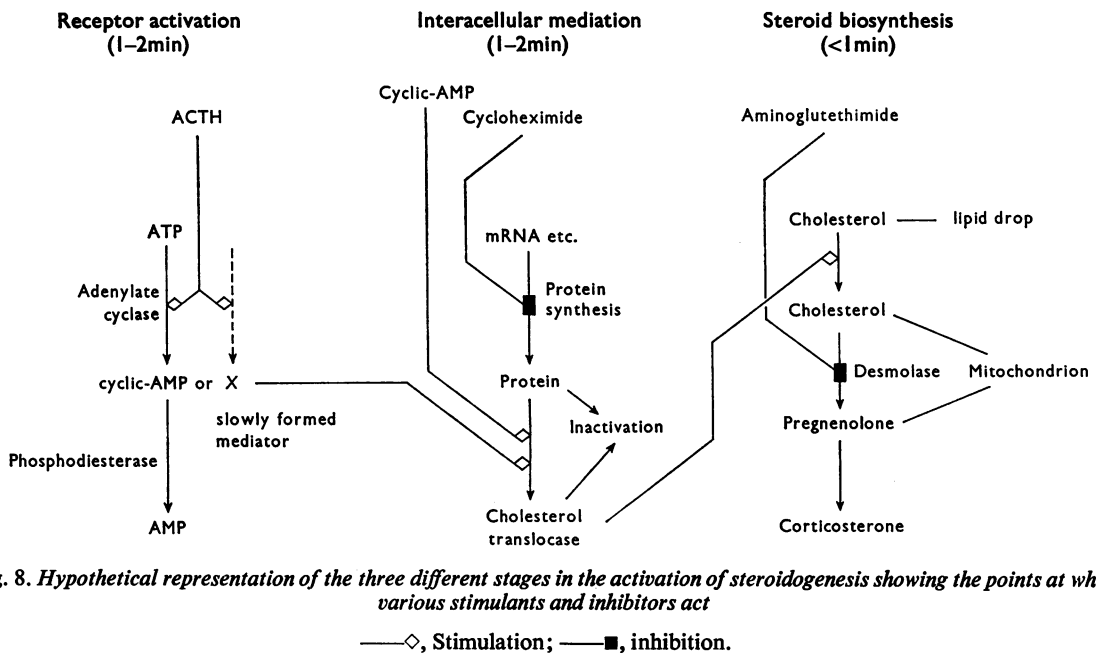 Receptor activation
(1–2min)
Interacellular mediation
(1–2min)
Steroid biosynthesis
(<1min)
ACTH
ATP
Adenylate
cyclase
cyclic-AMP or X
slowly formed
mediator
Phosphodiesterase
AMP
Cyclic-AMP
Cycloheximide
mRNA etc.
Protein
synthesis
Protein
Inactivation
Cholesterol
translocase
Aminoglutethimide
Cholesterol
lipid drop
Cholesterol
Desmolase
Mitochondrion
Pregnenolone
Corticosterone
. 8. Hypothetical representation of the three different stages in the activation of steroidogenesis showing the points at wh
various stimulants and inhibitors act
, Stimulation; , inhibition.